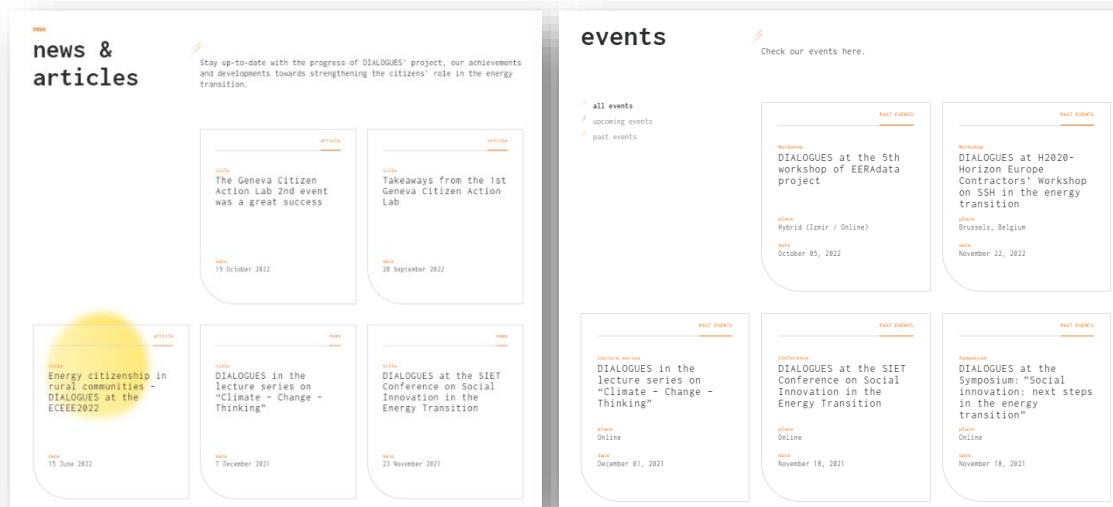 news
news &
articles
Stay up-to-date with the progress of DIALOGUES' project, our achievements
and developments towards strengthening the citizens' role in the energy
transition.
article
title
The Geneva Citizen
Action Lab 2nd event
was a great success
date
19 October 2022
article
title
Takeaways from the 1st
Geneva Citizen Action
Lab
date
20 September 2022
article
title
Energy citizenship in
rural communities -
DIALOGUES at the
ECEEE2022
date
15 June 2022
news
title
DIALOGUES in the
lecture series on
"Climate - Change -
Thinking"
date
7 December 2021
news
title
DIALOGUES at the SIET
Conference on Social
Innovation in the
Energy Transition
date
23 November 2021
events
Check our events here.
all events
upcoming events
past events
PAST EVENTS
Workshop
DIALOGUES at the 5th
workshop of EERAdata
project
place
Hybrid (Izmir / Online)
date
October 05, 2022
PAST EVENTS
Workshop
DIALOGUES at H2020-
Horizon Europe
Contractors' Workshop
on SSH in the energy
transition
place
Brussels, Belgium
date
November 22, 2022
PAST EVENTS
Lecture series
DIALOGUES in the
lecture series on
"Climate - Change -
Thinking"
place
Online
date
December 01, 2021
PAST EVENTS
Conference
DIALOGUES at the SIET
Conference on Social
Innovation in the
Energy Transition
place
Online
date
November 18, 2021
PAST EVENTS
Symposium
DIALOGUES at the
Symposium: "Social
innovation: next steps
in the energy
transition"
place
Online
date
November 18, 2021